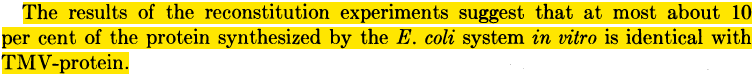 The results of the reconstitution experiments suggest that at most about 10
per cent of the protein synthesized by the E. coli system in vitro is identical with
TMV-protein.